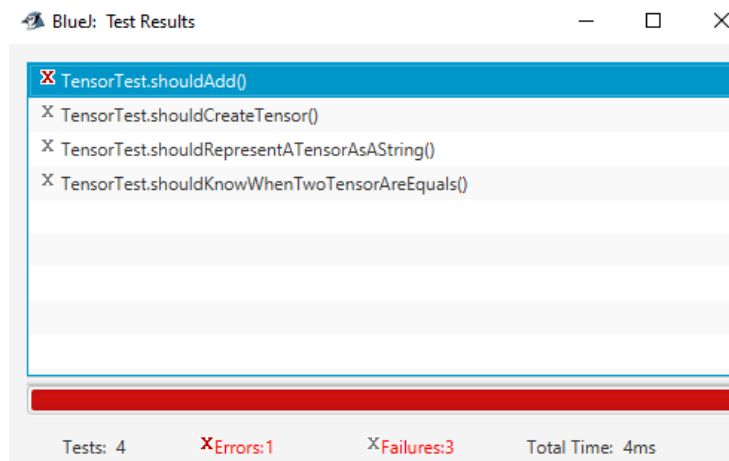 BlueJ: Test Results
TensorTest.shouldAdd()
TensorTest.shouldCreateTensor()
TensorTest.shouldRepresentATensorAsAString()
TensorTest.shouldKnowWhenTwoTensorAreEquals()
Tests: 4 Errors:1 Failures:3 Total Time: 4ms